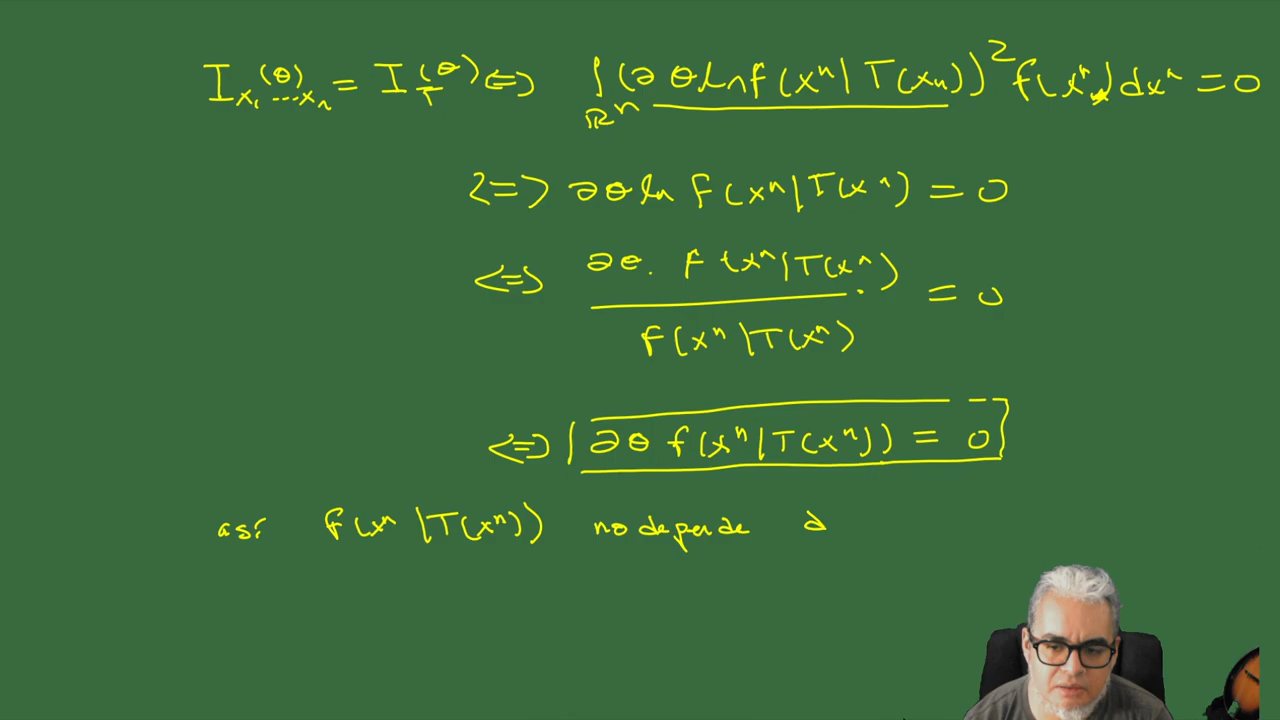 I_{x_1 ... x_n}(θ) = I_T(θ) ⟺ ∫_{ℝ^n} (∂θ ln f(x^n | T(x_n)))^2 f(x^n) dx^n = 0
⟺ ∂θ ln f(x^n | T(x^n)) = 0
⟺ ∂θ. f(x^n | T(x^n)) / f(x^n | T(x^n)) = 0
⟺ ∂θ f(x^n | T(x^n)) = 0
así f(x^n | T(x^n)) no depende d